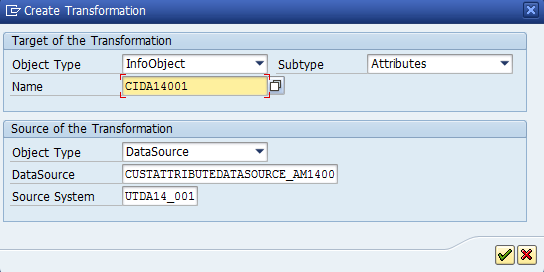 Create Transformation
Target of the Transformation
Object Type InfoObject Subtype Attributes
Name CIDA14001
Source of the Transformation
Object Type DataSource
DataSource CUSTATTRIBUTEDATASOURCE_AM1400
Source System UTDA14_001